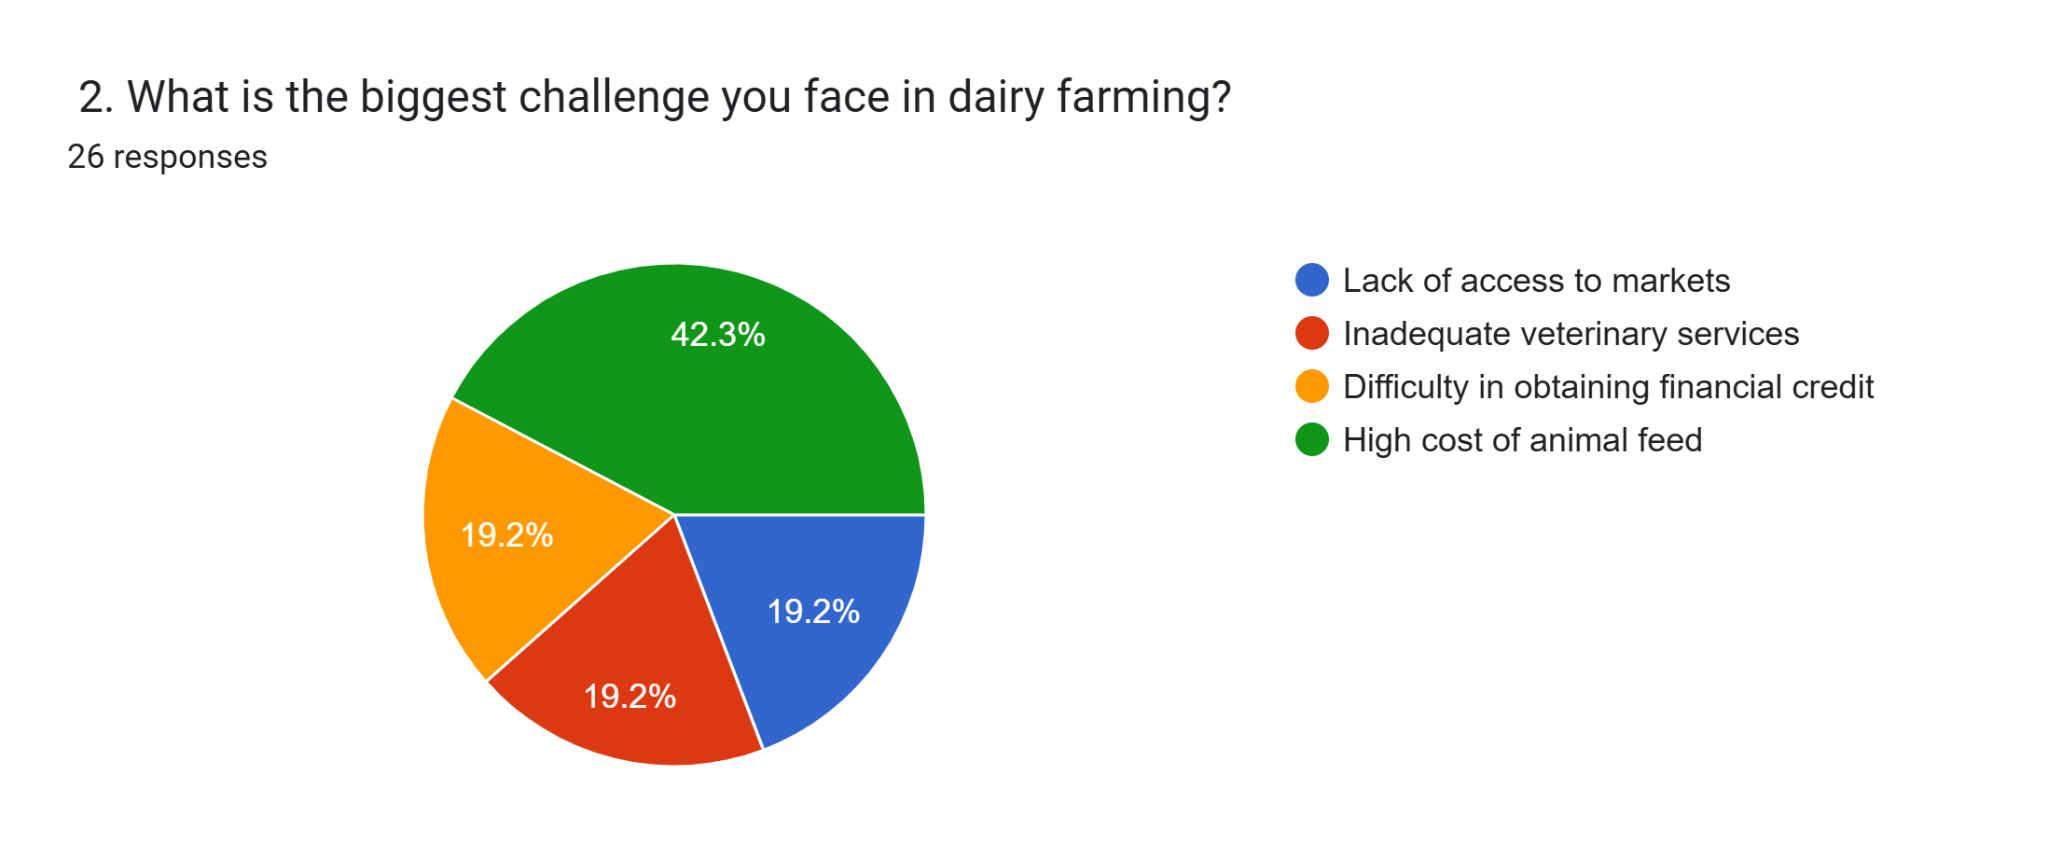 2. What is the biggest challenge you face in dairy farming?
26 responses
42.3%
19.2%
19.2%
19.2%
Lack of access to markets
Inadequate veterinary services
Difficulty in obtaining financial credit
High cost of animal feed